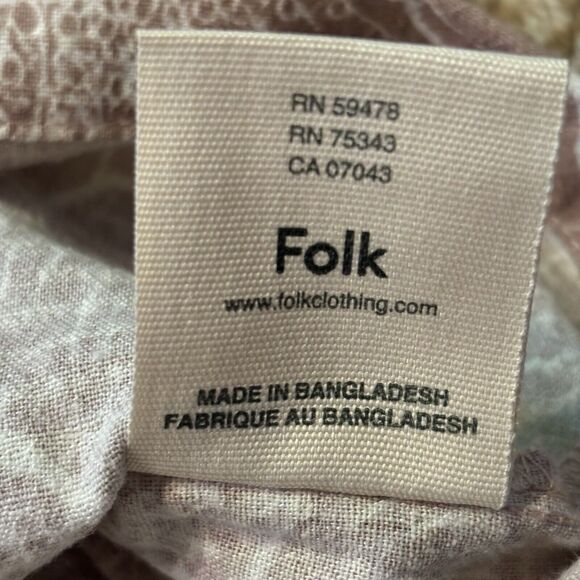 RN 59478
RN 75343
CA 07043
Folk
www.folkclothing.com
MADE IN BANGLADESH
FABRIQUE AU BANGLADESH